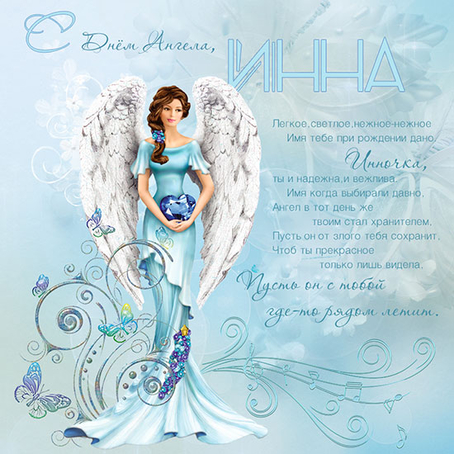 С Днём Ангела,
ИННА
Легкое,светлое,нежное-нежное
Имя тебе при рождении дано.
Инночка,
ты и надежна,и вежлива.
Имя когда выбирали давно,
Ангел в тот день же
твоим стал хранителем.
Пусть он от злого тебя сохранит,
Чтоб ты прекрасное
только лишь видела,
Пусто он с тобой
где-то рядом летит.